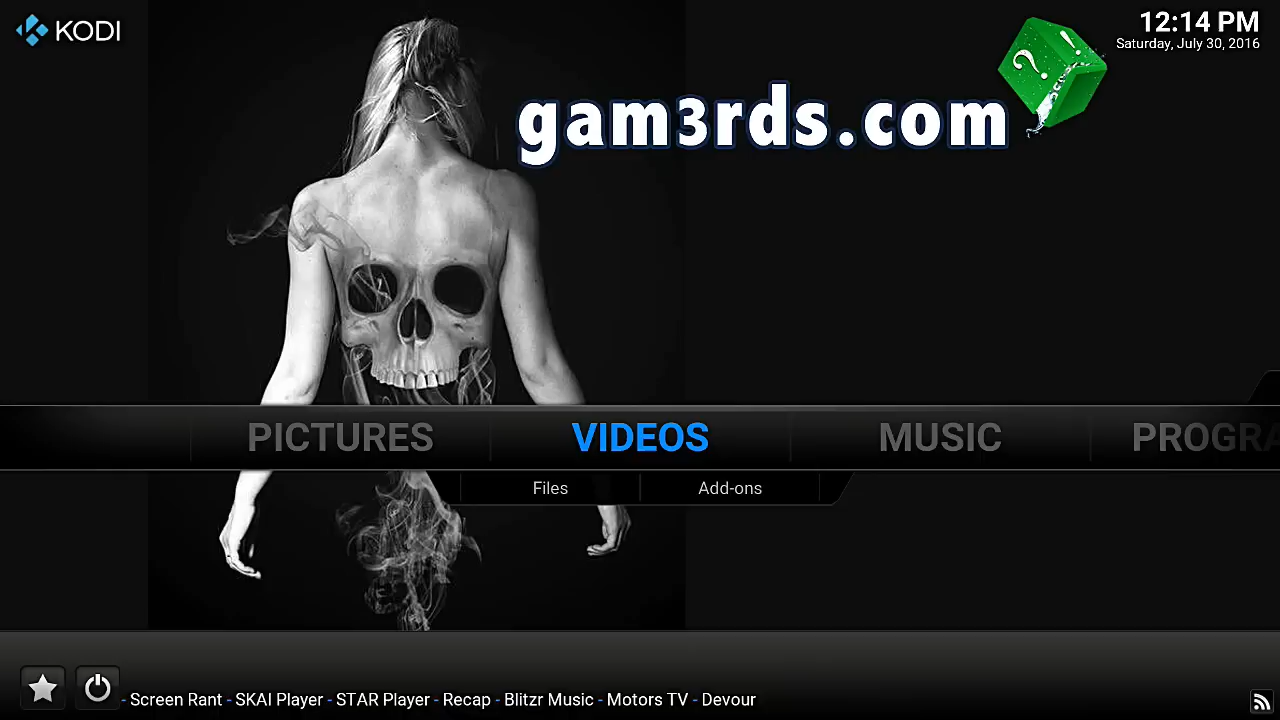 KODI
12:14 PM
Saturday, July 30, 2016
gam3rds.com
? !
PICTURES VIDEOS MUSIC PROGRA
Files Add-ons
- Screen Rant - SKAI Player - STAR Player - Recap - Blitzr Music - Motors TV - Devour